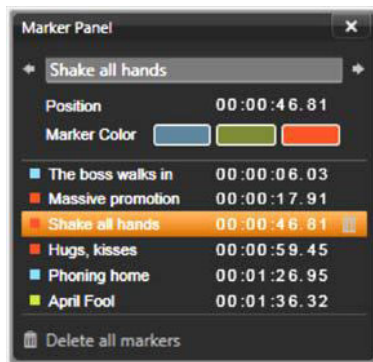 Marker Panel
Shake all hands
Position 00:00:46.81
Marker Color
The boss walks in 00:00:06.03
Massive promotion 00:00:17.91
Shake all hands 00:00:46.81
Hugs, kisses 00:00:59.45
Phoning home 00:01:26.95
April Fool 00:01:36.32
Delete all markers